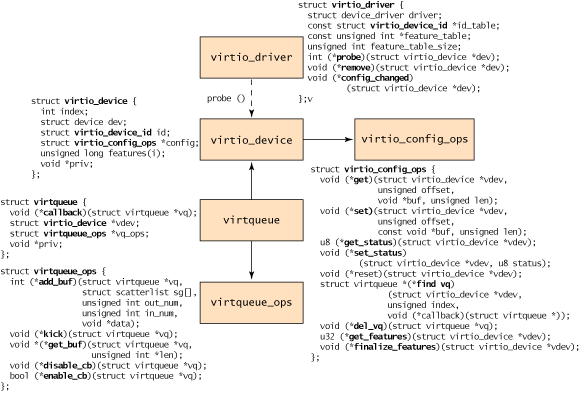 struct virtio_driver {
struct device_driver driver;
const struct virtio_device_id *id_table;
const unsigned int *feature_table;
unsigned int feature_table_size;
int (*probe)(struct virtio_device *dev);
void (*remove)(struct virtio_device *dev);
void (*config_changed)
(struct virtio_device *dev);
};v
virtio_driver
probe ()
struct virtio_device {
int index;
struct device dev;
struct virtio_device_id id;
struct virtio_config_ops *config;
unsigned long features(i);
void *priv;
};
virtio_device
virtio_config_ops
struct virtqueue {
void (*callback)(struct virtqueue *vq);
struct virtio_device *vdev;
struct virtqueue_ops *vq_ops;
void *priv;
};
virtqueue
struct virtqueue_ops {
int (*add_buf)(struct virtqueue *vq,
struct scatterlist sg[],
unsigned int out_num,
unsigned int in_num,
void *data);
void (*kick)(struct virtqueue *vq);
void *(*get_buf)(struct virtqueue *vq,
unsigned int *len);
void (*disable_cb)(struct virtqueue *vq);
bool (*enable_cb)(struct virtqueue *vq);
};
virtqueue_ops
struct virtio_config_ops {
void (*get)(struct virtio_device *vdev,
unsigned offset,
void *buf, unsigned len);
void (*set)(struct virtio_device *vdev,
unsigned offset,
const void *buf, unsigned len);
u8 (*get_status)(struct virtio_device *vdev);
void (*set_status)
(struct virtio_device *vdev, u8 status);
void (*reset)(struct virtio_device *vdev);
struct virtqueue *(*find vq)
(struct virtio_device *vdev,
unsigned index,
void (*callback)(struct virtqueue *));
void (*del_vq)(struct virtqueue *vq);
u32 (*get_features)(struct virtio_device *vdev);
void (*finalize_features)(struct virtio_device *vdev);
};